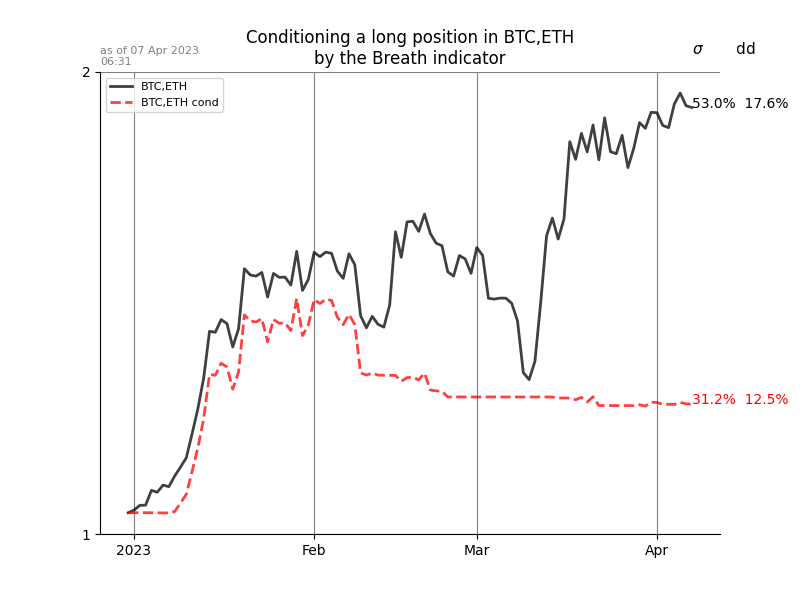 Conditioning a long position in BTC,ETH
by the Breath indicator
σ dd
as of 07 Apr 2023
06:31
2
BTC,ETH
BTC,ETH cond
53.0% 17.6%
31.2% 12.5%
1
2023 Feb Mar Apr